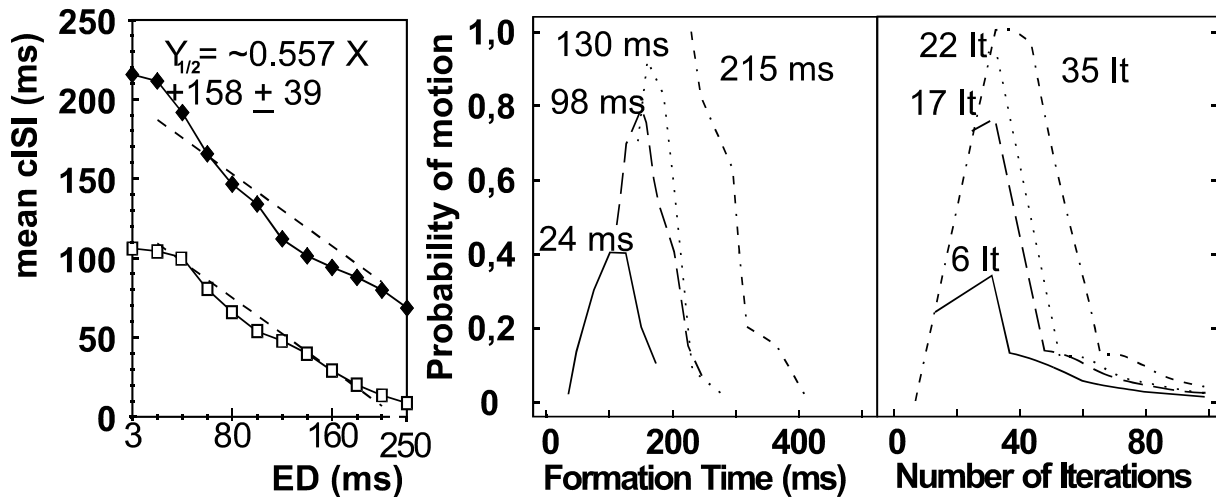 250
200
150
100
50
0
mean cISI (ms)
Y1/2= ~0.557 X
+158 ± 39
3
80
160
250
ED (ms)
1,0
0,8
0,6
0,4
0,2
0
Probability of motion
130 ms
215 ms
98 ms
24 ms
0
200
400
Formation Time (ms)
22 It
35 It
17 It
6 It
0
40
80
Number of Iterations